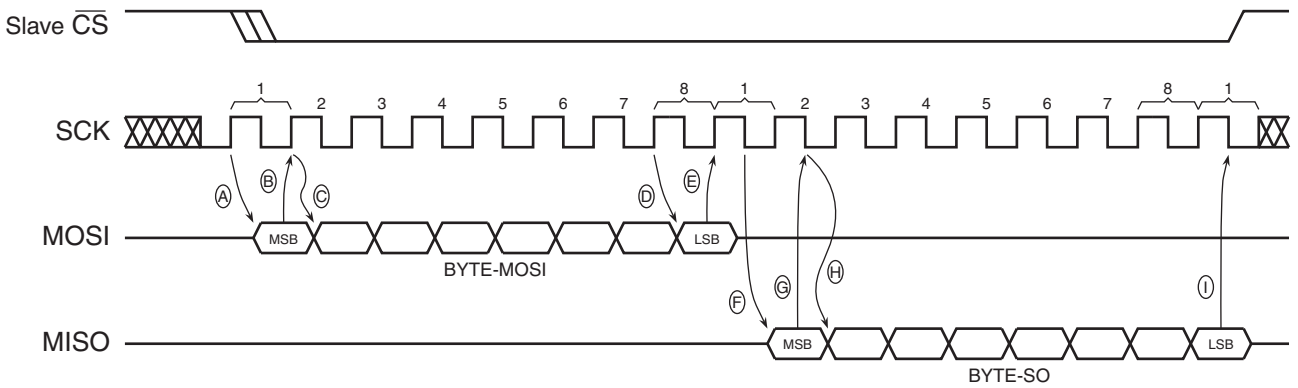 Slave CS
1 2 3 4 5 6 7 8 1 2 3 4 5 6 7 8 1
SCK
A B C D E
MOSI MSB LSB
BYTE-MOSI
F G H I
MISO MSB LSB
BYTE-SO